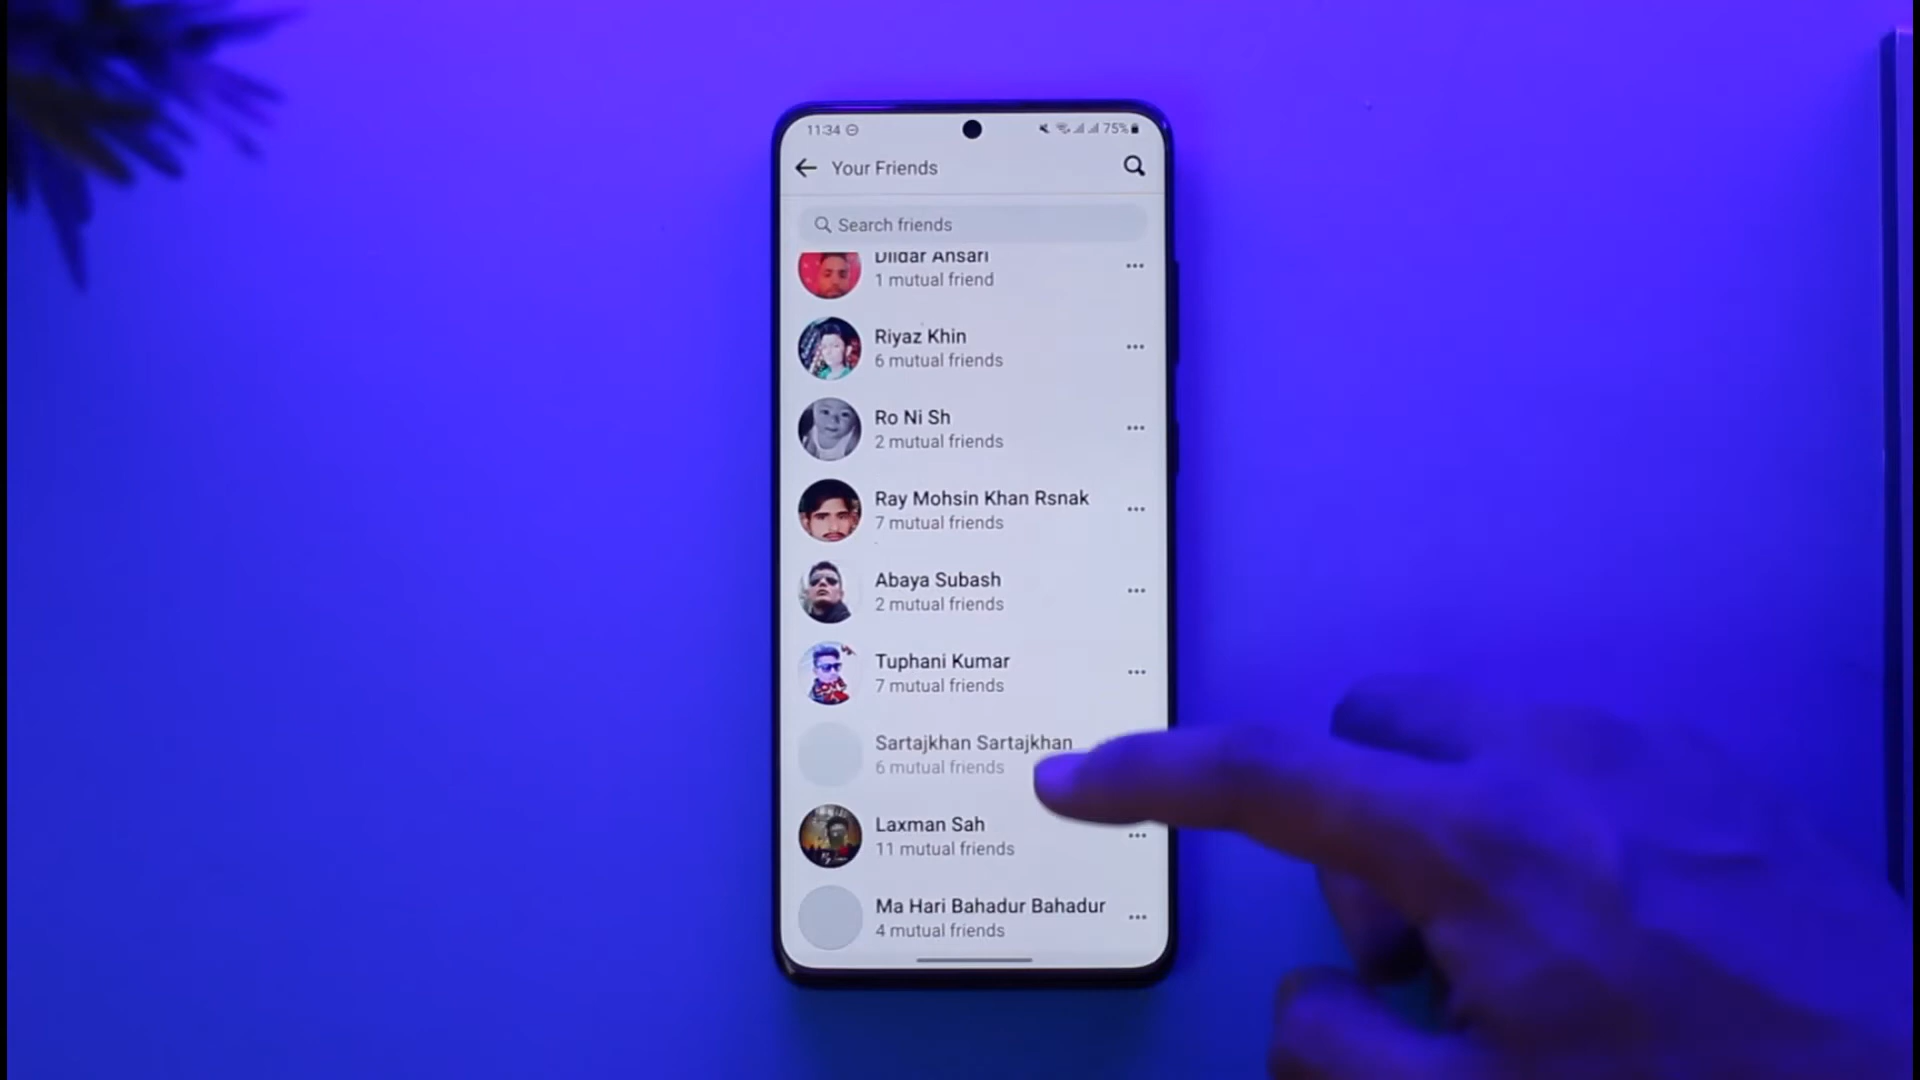 11:34
75%
Your Friends
Search friends
Dildar Ansari
1 mutual friend
Riyaz Khin
6 mutual friends
Ro Ni Sh
2 mutual friends
Ray Mohsin Khan Rsnak
7 mutual friends
Abaya Subash
2 mutual friends
Tuphani Kumar
7 mutual friends
Sartajkhan Sartajkhan
6 mutual friends
Laxman Sah
11 mutual friends
Ma Hari Bahadur Bahadur
4 mutual friends